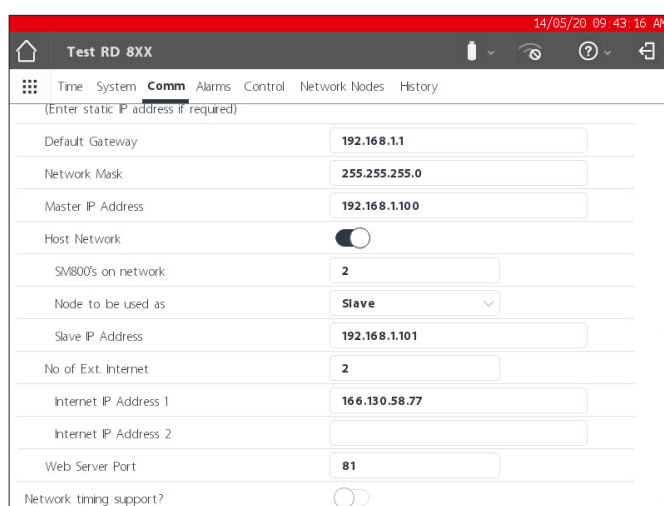 14/05/20 09:43:16 AM
Test RD 8XX
Time System Comm Alarms Control Network Nodes History
(Enter static IP address if required)
Default Gateway 192.168.1.1
Network Mask 255.255.255.0
Master IP Address 192.168.1.100
Host Network
SM800's on network 2
Node to be used as Slave
Slave IP Address 192.168.1.101
No of Ext. Internet 2
Internet IP Address 1 166.130.58.77
Internet IP Address 2
Web Server Port 81
Network timing support?